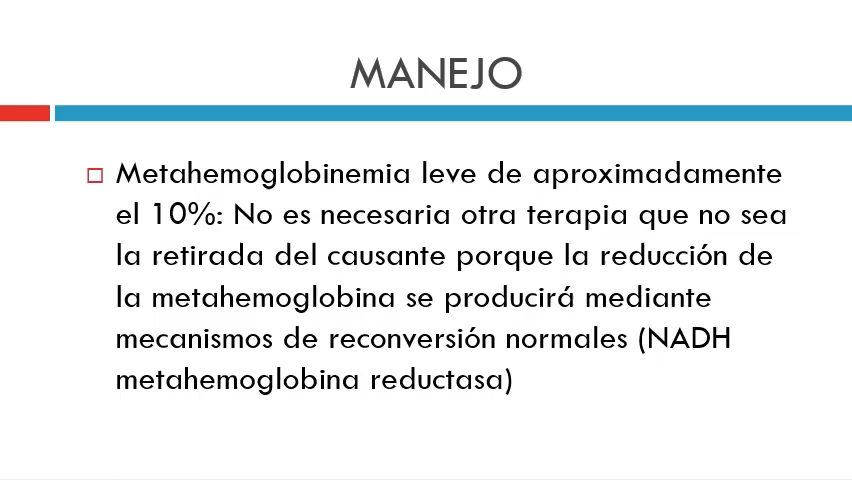 MANEJO
Metahemoglobinemia leve de aproximadamente
el 10%: No es necesaria otra terapia que no sea
la retirada del causante porque la reducción de
la metahemoglobina se producirá mediante
mecanismos de reconversión normales (NADH
metahemoglobina reductasa)